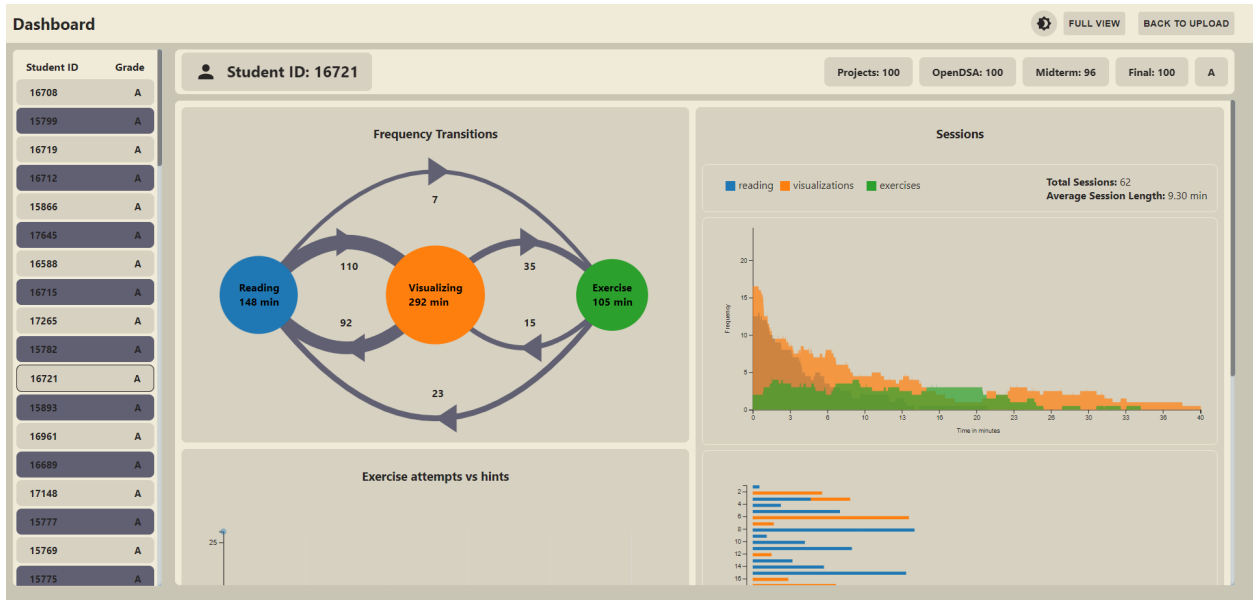 Dashboard
FULL VIEW
BACK TO UPLOAD
Student ID Grade
16708 A
15799 A
16719 A
16712 A
15866 A
17645 A
16588 A
16715 A
17265 A
15782 A
16721 A
15893 A
16961 A
16689 A
17148 A
15777 A
15769 A
15775 A
Student ID: 16721
Projects: 100
OpenDSA: 100
Midterm: 96
Final: 100
A
Frequency Transitions
7
110
35
Reading
148 min
Visualizing
292 min
Exercise
105 min
92
15
23
Exercise attempts vs hints
25
Sessions
reading visualizations exercises
Total Sessions: 62
Average Session Length: 9.30 min
Frequency
20
15
10
5
0
0 3 6 10 13 16 20 23 26 30 33 36 40
Time in minutes
2
4
6
8
10
12
14
16